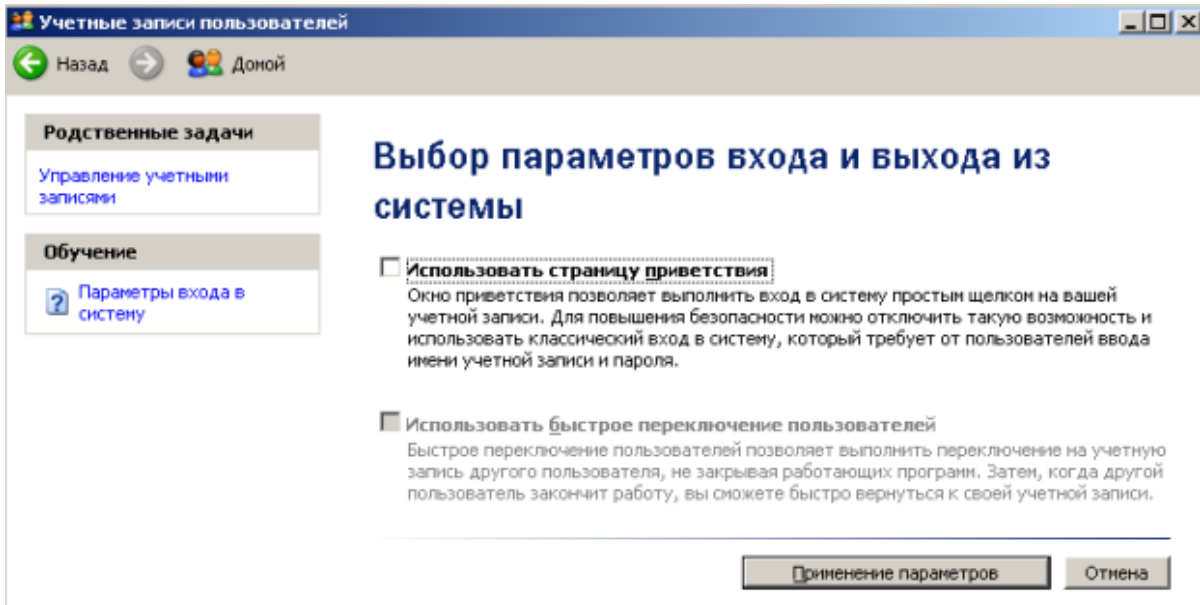 Учетные записи пользователей
Назад
Домой
Родственные задачи
Управление учетными
записями
Обучение
Параметры входа в
систему
Выбор параметров входа и выхода из
системы
Использовать страницу приветствия
Окно приветствия позволяет выполнить вход в систему простым щелком на вашей
учетной записи. Для повышения безопасности можно отключить такую возможность и
использовать классический вход в систему, который требует от пользователей ввода
имени учетной записи и пароля.
Использовать быстрое переключение пользователей
Быстрое переключение пользователей позволяет выполнить переключение на учетную
запись другого пользователя, не закрывая работающих программ. Затем, когда другой
пользователь закончит работу, вы сможете быстро вернуться к своей учетной записи.
Применение параметров
Отмена